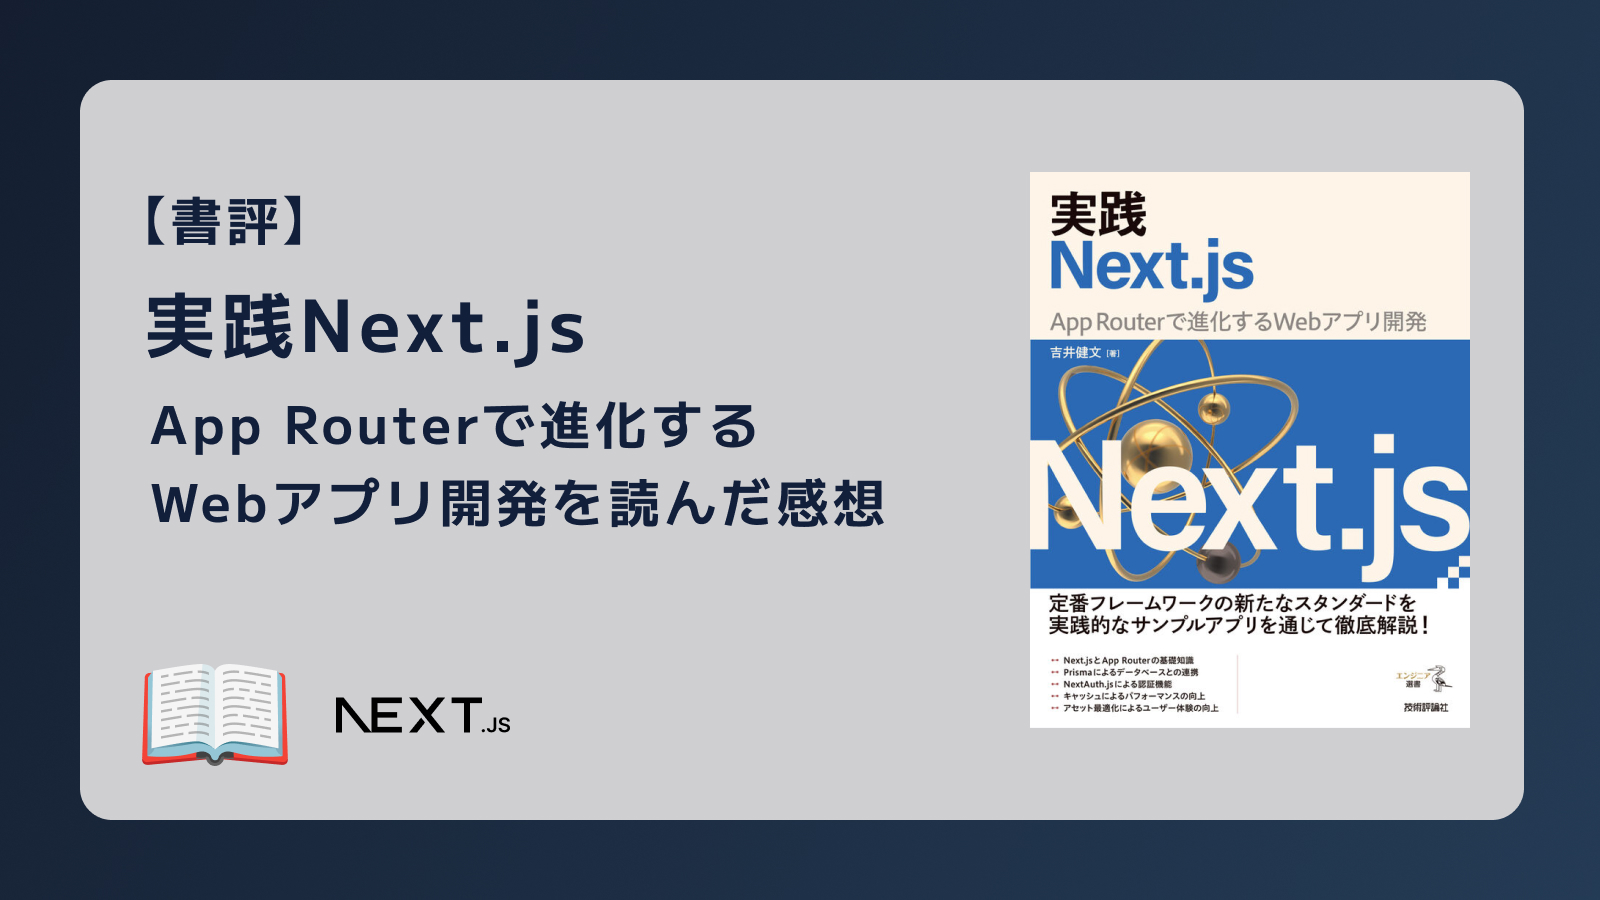 【書評】
実践Next.js
App Routerで進化する
Webアプリ開発を読んだ感想
NEXT.JS
実践
Next.js
App Routerで進化するWebアプリ開発
吉井健文 [著]
Next.js
定番フレームワークの新たなスタンダードを
実践的なサンプルアプリを通じて徹底解説！
Next.jsとApp Routerの基礎知識
Prismaによるデータベースとの連携
NextAuth.jsによる認証機能
キャッシュによるパフォーマンスの向上
アセット最適化によるユーザー体験の向上
エンジニア
選書
技術評論社